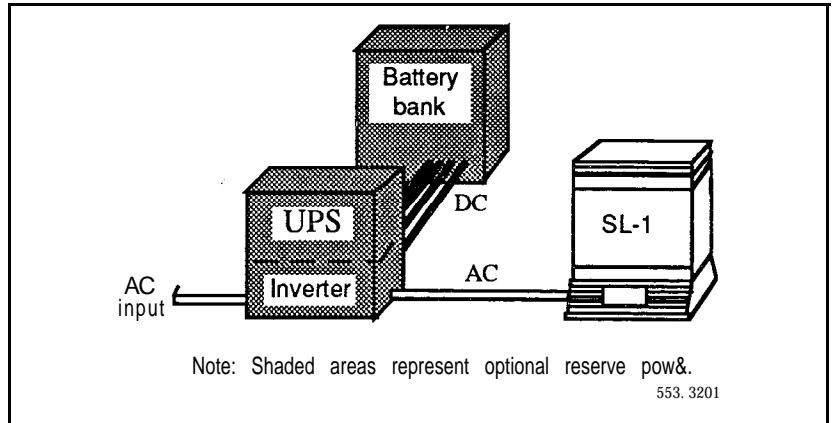 Battery
bank
UPS
DC
SL-1
AC
input
Inverter
AC
Note: Shaded areas represent optional reserve pow&.
553. 3201